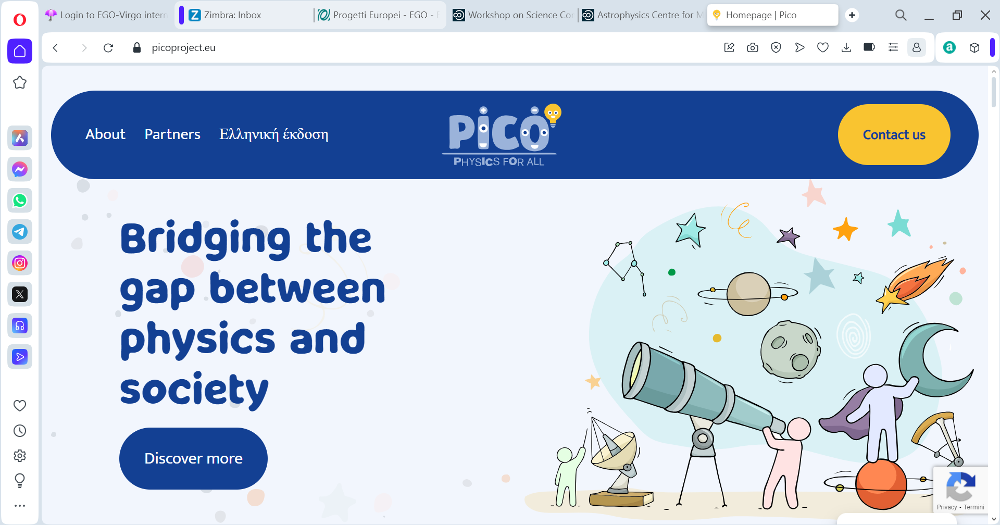 Login to EGO-Virgo intern
Zimbra: Inbox
Progetti Europei - EGO - E
Workshop on Science Cor
Astrophysics Centre for M
Homepage | Pico
picoproject.eu
About
Partners
Ελληνική έκδοση
PiCO
PHYSICS FOR ALL
Contact us
Bridging the
gap between
physics and
society
Discover more
Privacy - Termini